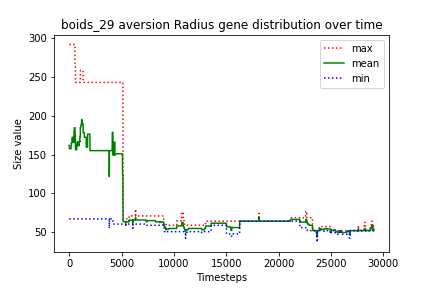 boids_29 aversion Radius gene distribution over time
max
mean
min
Size value
300
250
200
150
100
50
0
5000
10000
15000
20000
25000
30000
Timesteps